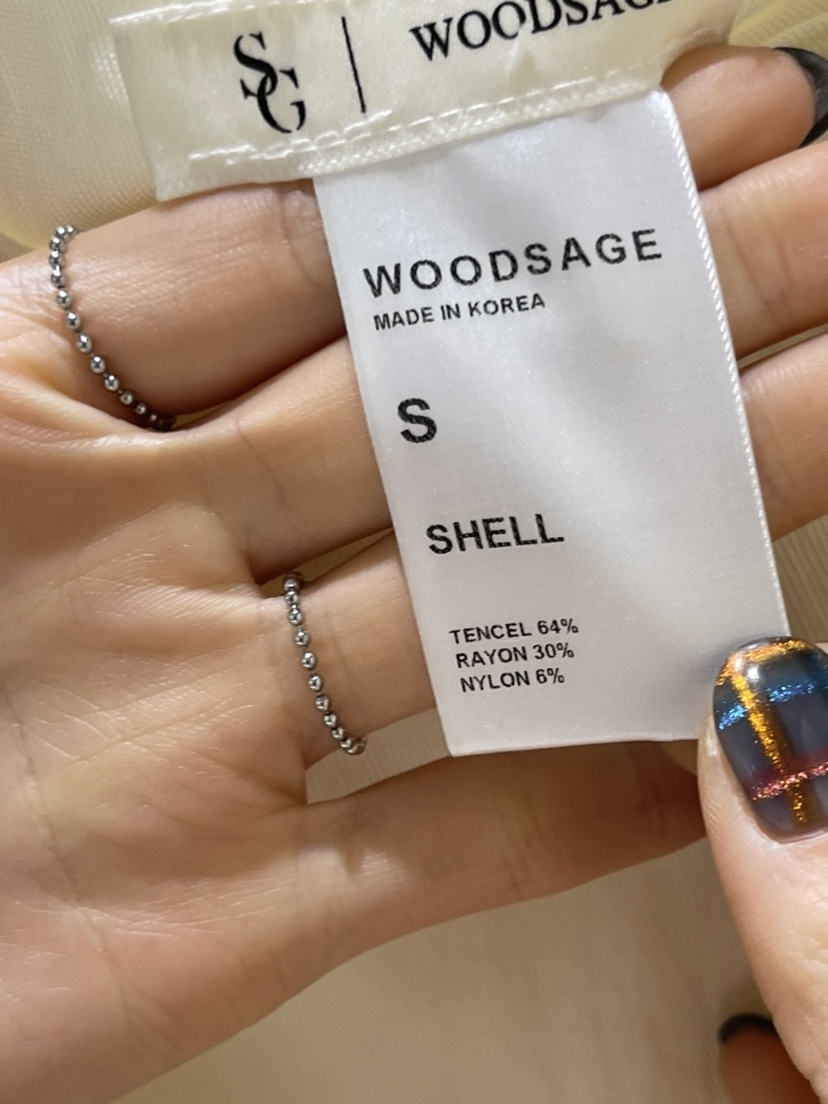 SG | WOODSAGE
WOODSAGE
MADE IN KOREA
S
SHELL
TENCEL 64%
RAYON 30%
NYLON 6%